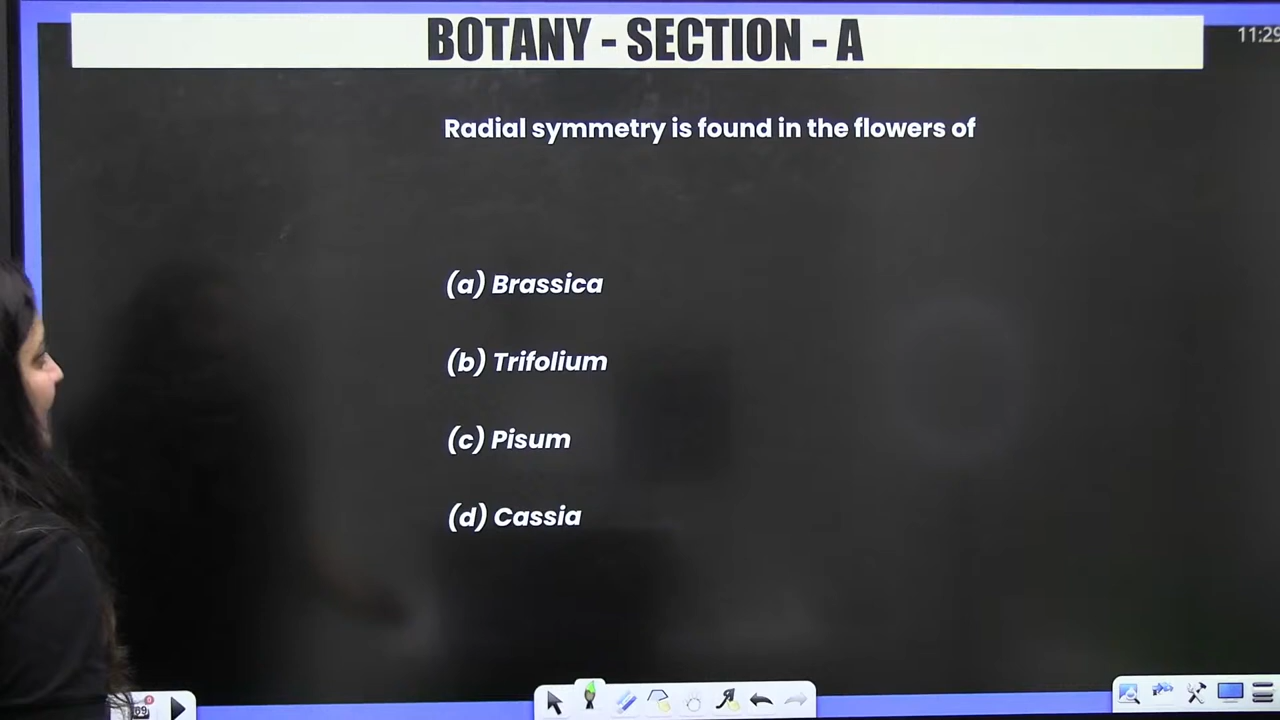 BOTANY - SECTION - A
11:29
Radial symmetry is found in the flowers of
(a) Brassica
(b) Trifolium
(c) Pisum
(d) Cassia